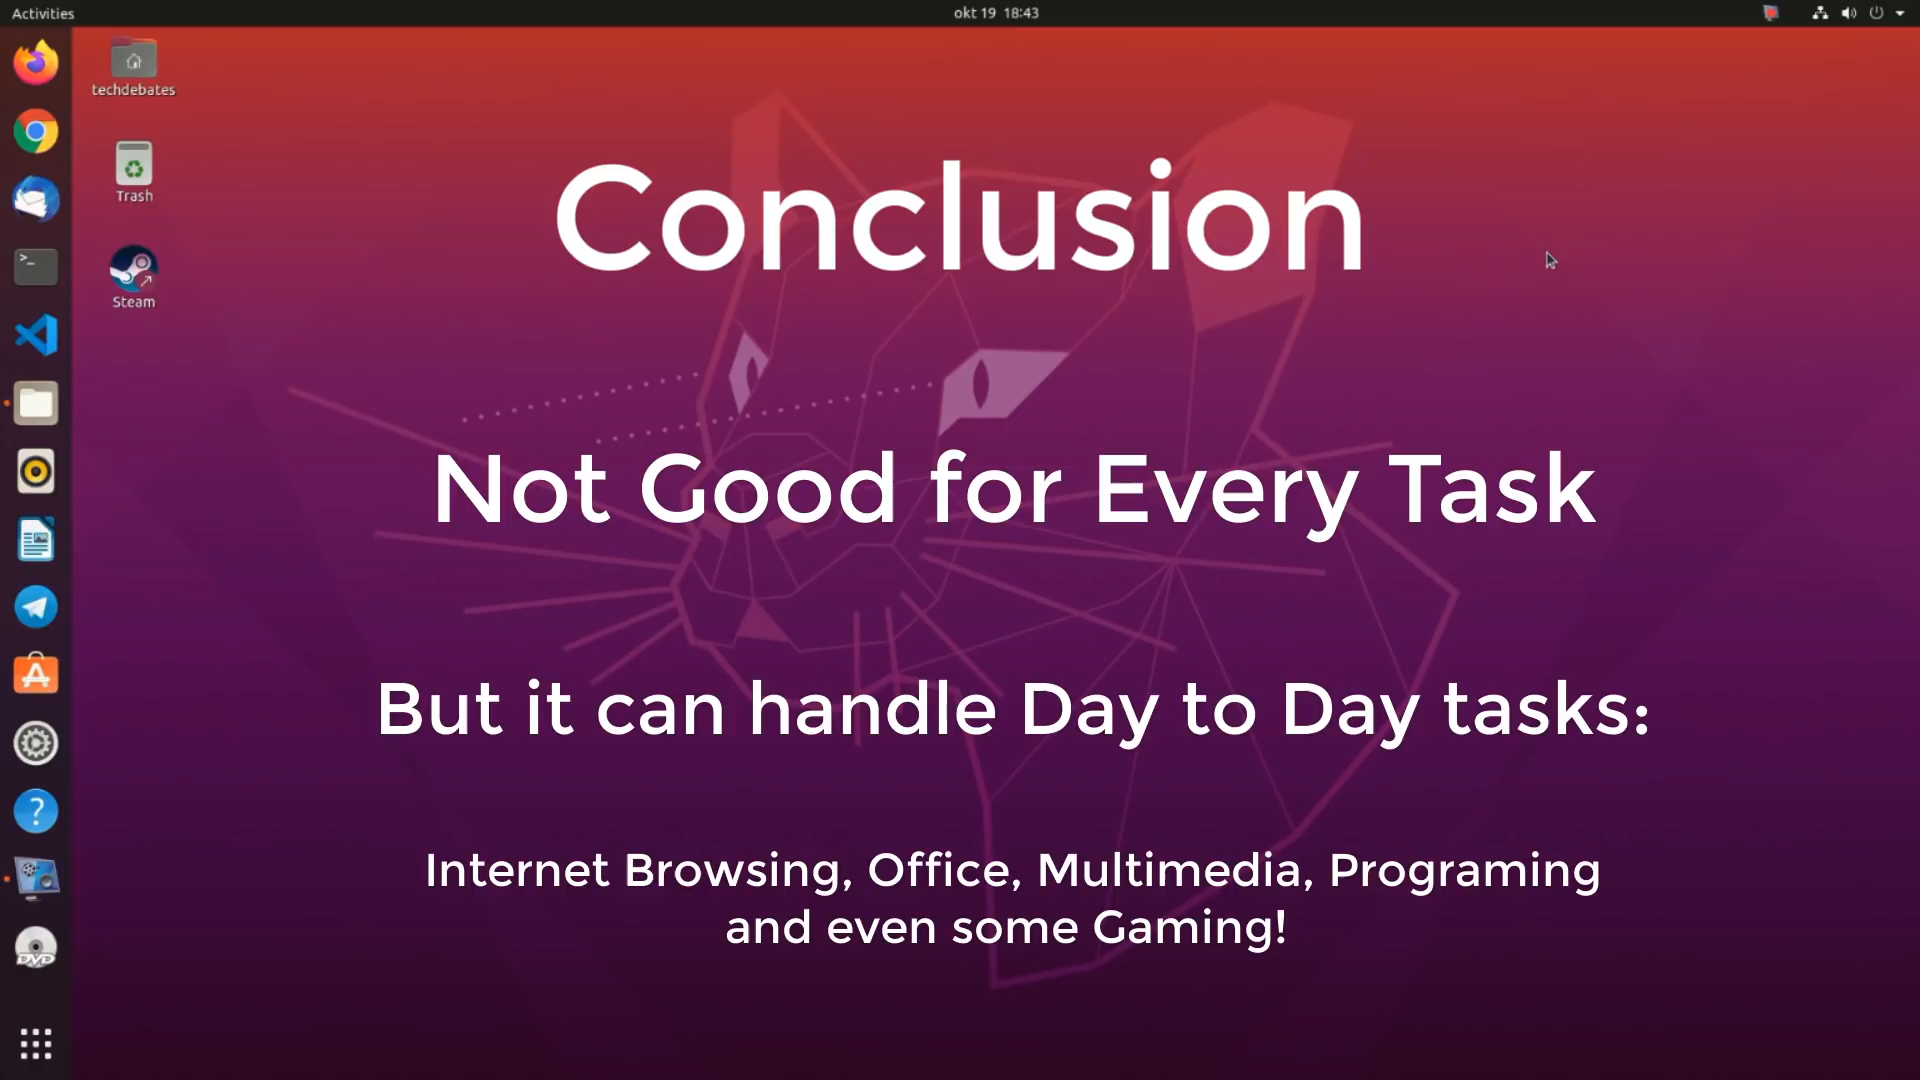 Activities
okt 19 18:43
techdebates
Trash
Steam
Conclusion
Not Good for Every Task
But it can handle Day to Day tasks:
Internet Browsing, Office, Multimedia, Programing
and even some Gaming!
>_
?
DVD